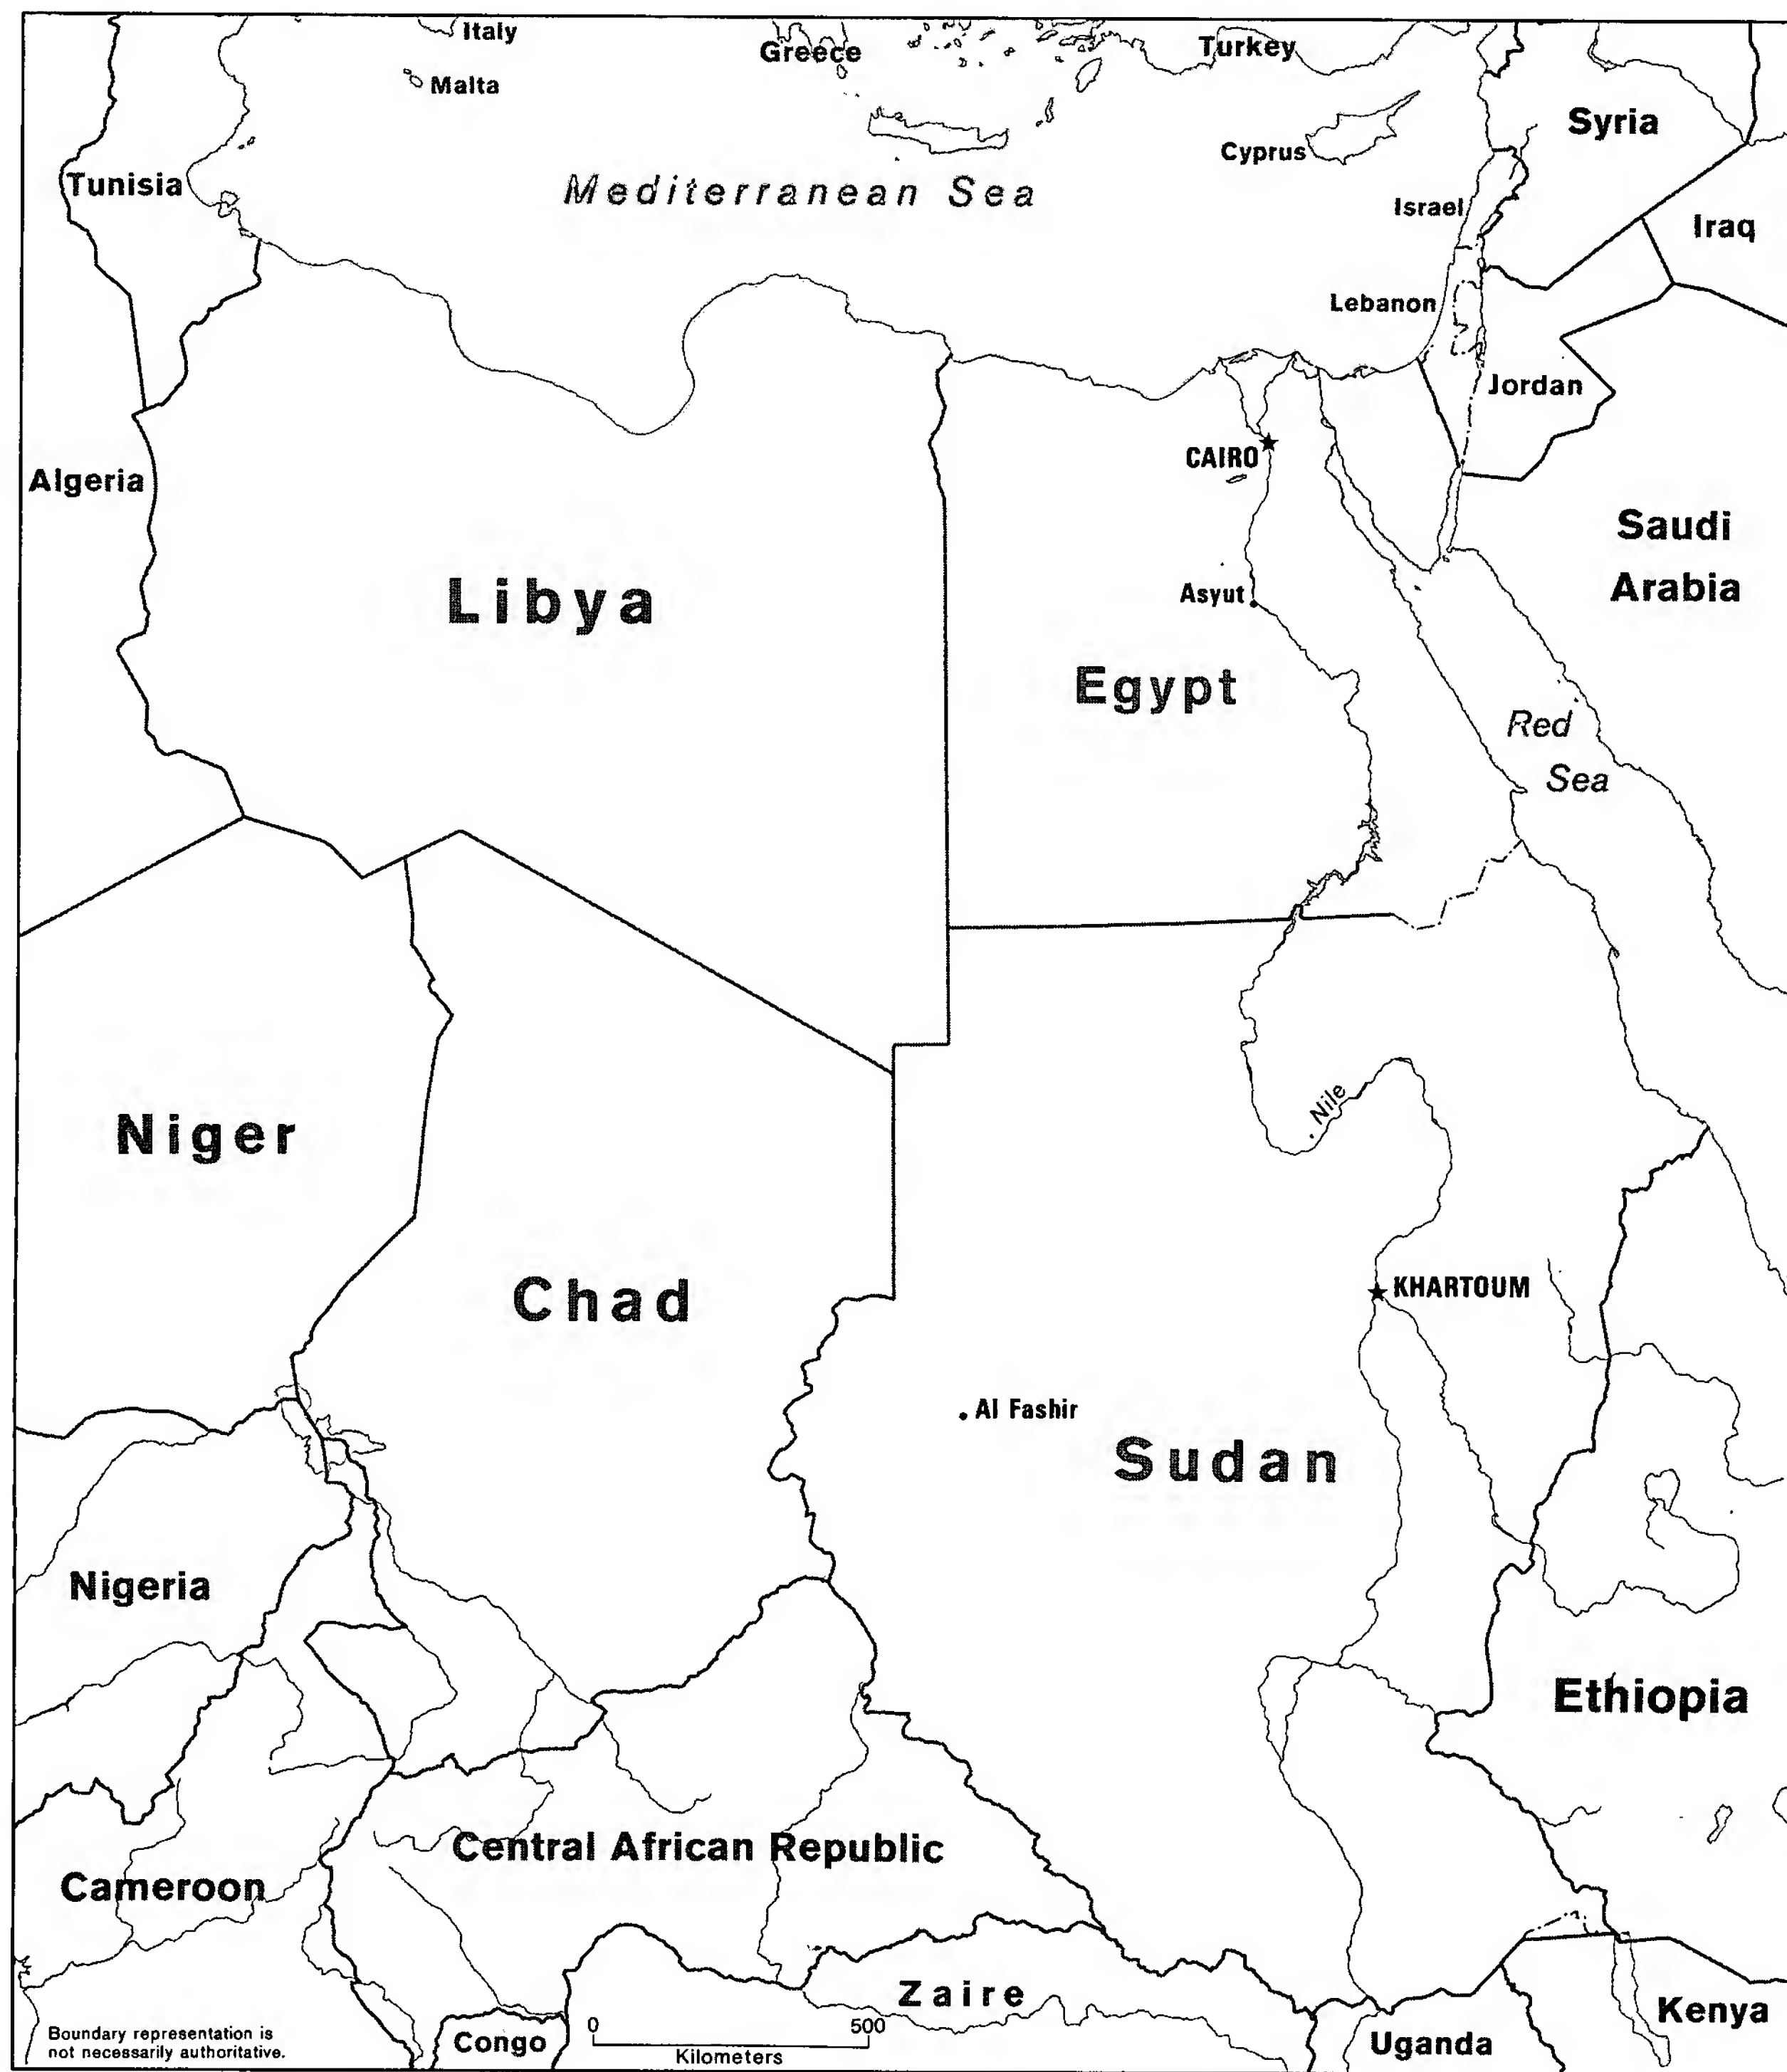 Italy
Greece
Turkey
Malta
Syria
Cyprus
Tunisia
Mediterranean Sea
Israel
Iraq
Lebanon
Jordan
CAIRO
Algeria
Saudi
Arabia
Libya
Asyut
Egypt
Red
Sea
Nile
Niger
KHARTOUM
Chad
Al Fashir
Sudan
Nigeria
Ethiopia
Central African Republic
Cameroon
Zaire
Kenya
Boundary representation is
not necessarily authoritative.
Congo
0 500
Kilometers
Uganda